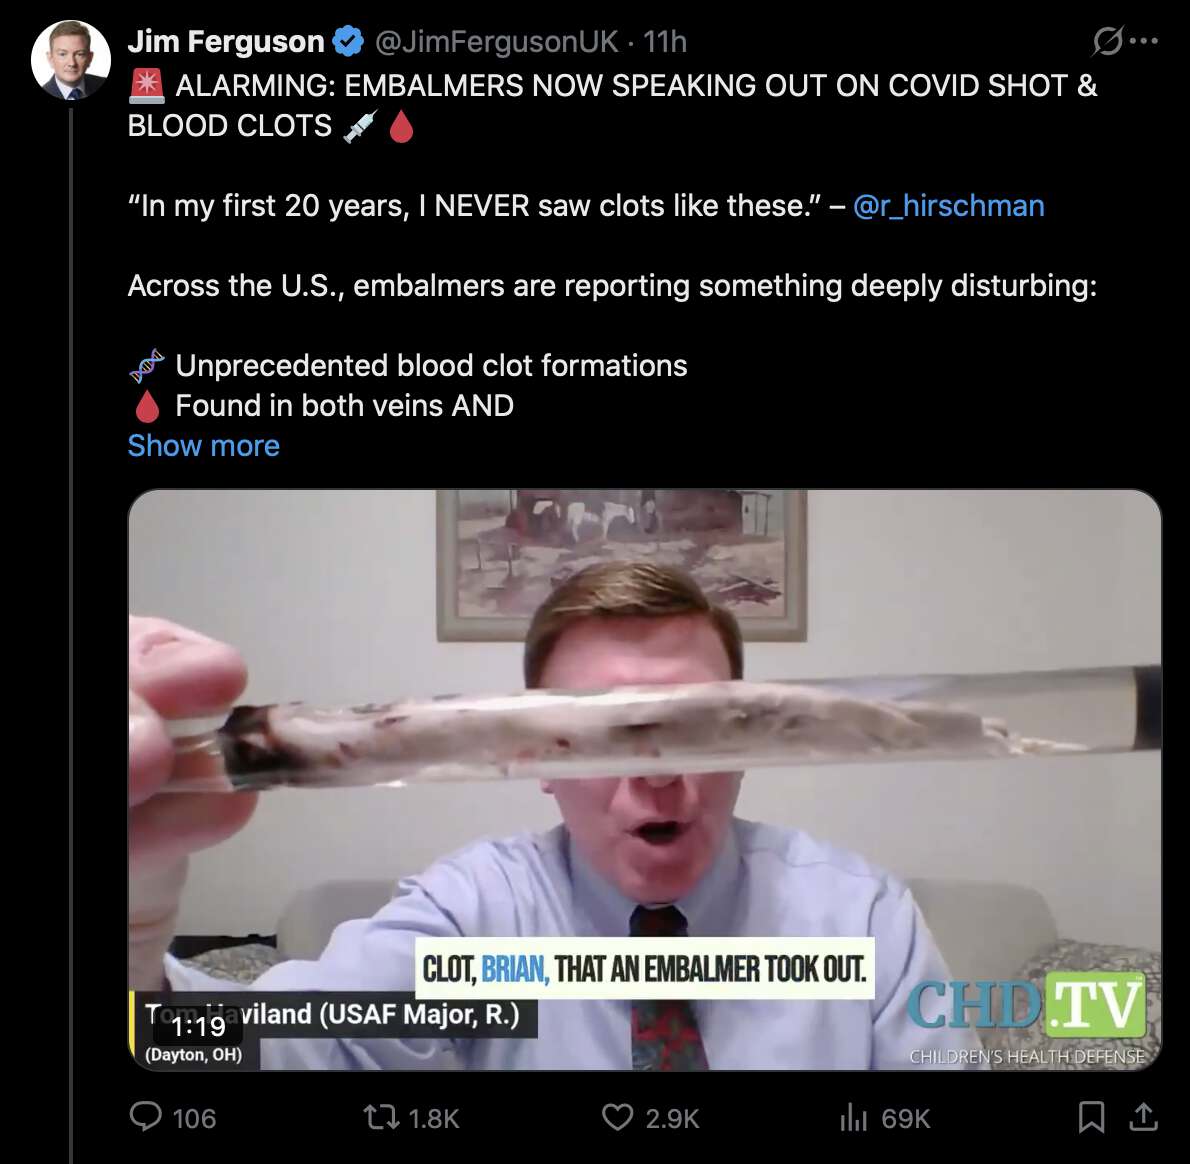 Jim Ferguson @JimFergusonUK · 11h
🚨 ALARMING: EMBALMERS NOW SPEAKING OUT ON COVID SHOT &
BLOOD CLOTS 💉🩸
“In my first 20 years, I NEVER saw clots like these.” – @r_hirschman
Across the U.S., embalmers are reporting something deeply disturbing:
🧬 Unprecedented blood clot formations
🩸 Found in both veins AND
Show more
CLOT, BRIAN, THAT AN EMBALMER TOOK OUT.
Tom Haviland (USAF Major, R.)
1:19
(Dayton, OH)
CHD.TV
CHILDREN'S HEALTH DEFENSE
106 1.8K 2.9K 69K